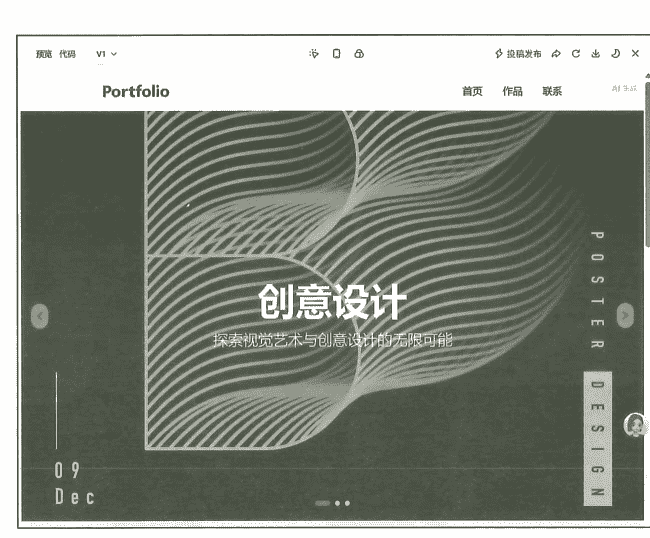 预览 代码 V1 投稿发布
Portfolio 首页 作品 联系
创意设计
探索视觉艺术与创意设计的无限可能
POSTER
DESIGN
09
Dec